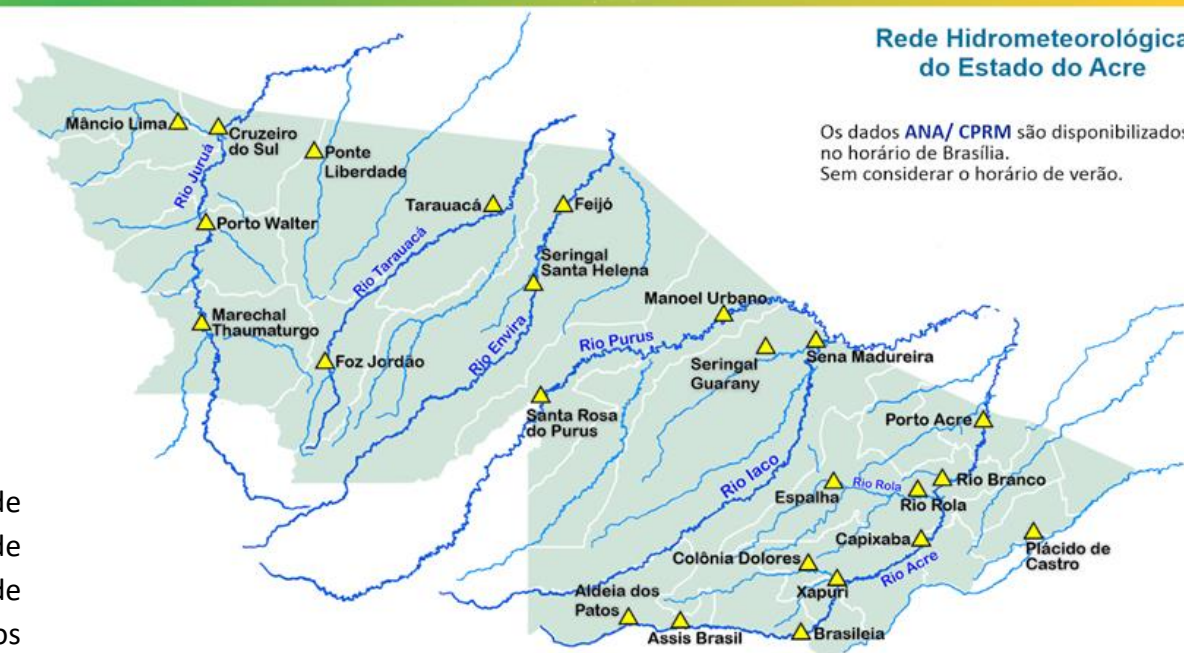 Rede Hidrometeorológica
do Estado do Acre
Os dados ANA/ CPRM são disponibilizados
no horário de Brasília.
Sem considerar o horário de verão.
Mâncio Lima
Cruzeiro
do Sul
Ponte
Liberdade
Rio Juruá
Porto Walter
Tarauacá
Feijó
Rio Tarauacá
Seringal
Santa Helena
Marechal
Thaumaturgo
Foz Jordão
Rio Envira
Manoel Urbano
Rio Purus
Seringal
Guarany
Sena Madureira
Santa Rosa
do Purus
Porto Acre
Rio Iaco
Espalha
Rio Rola
Rio Rola
Rio Branco
Capixaba
Plácido de
Castro
Colônia Dolores
Xapuri
Rio Acre
Aldeia dos
Patos
Assis Brasil
Brasileia
de
de
de
os